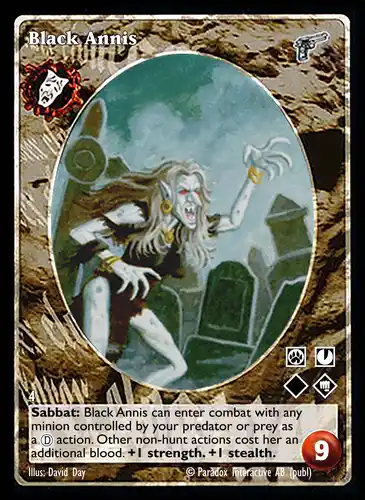 Black Annis
4
Sabbat: Black Annis can enter combat with any
minion controlled by your predator or prey as
a Ⓓ action. Other non-hunt actions cost her an
additional blood. +1 strength. +1 stealth.
9
Illus: David Day © Paradox Interactive AB (publ)